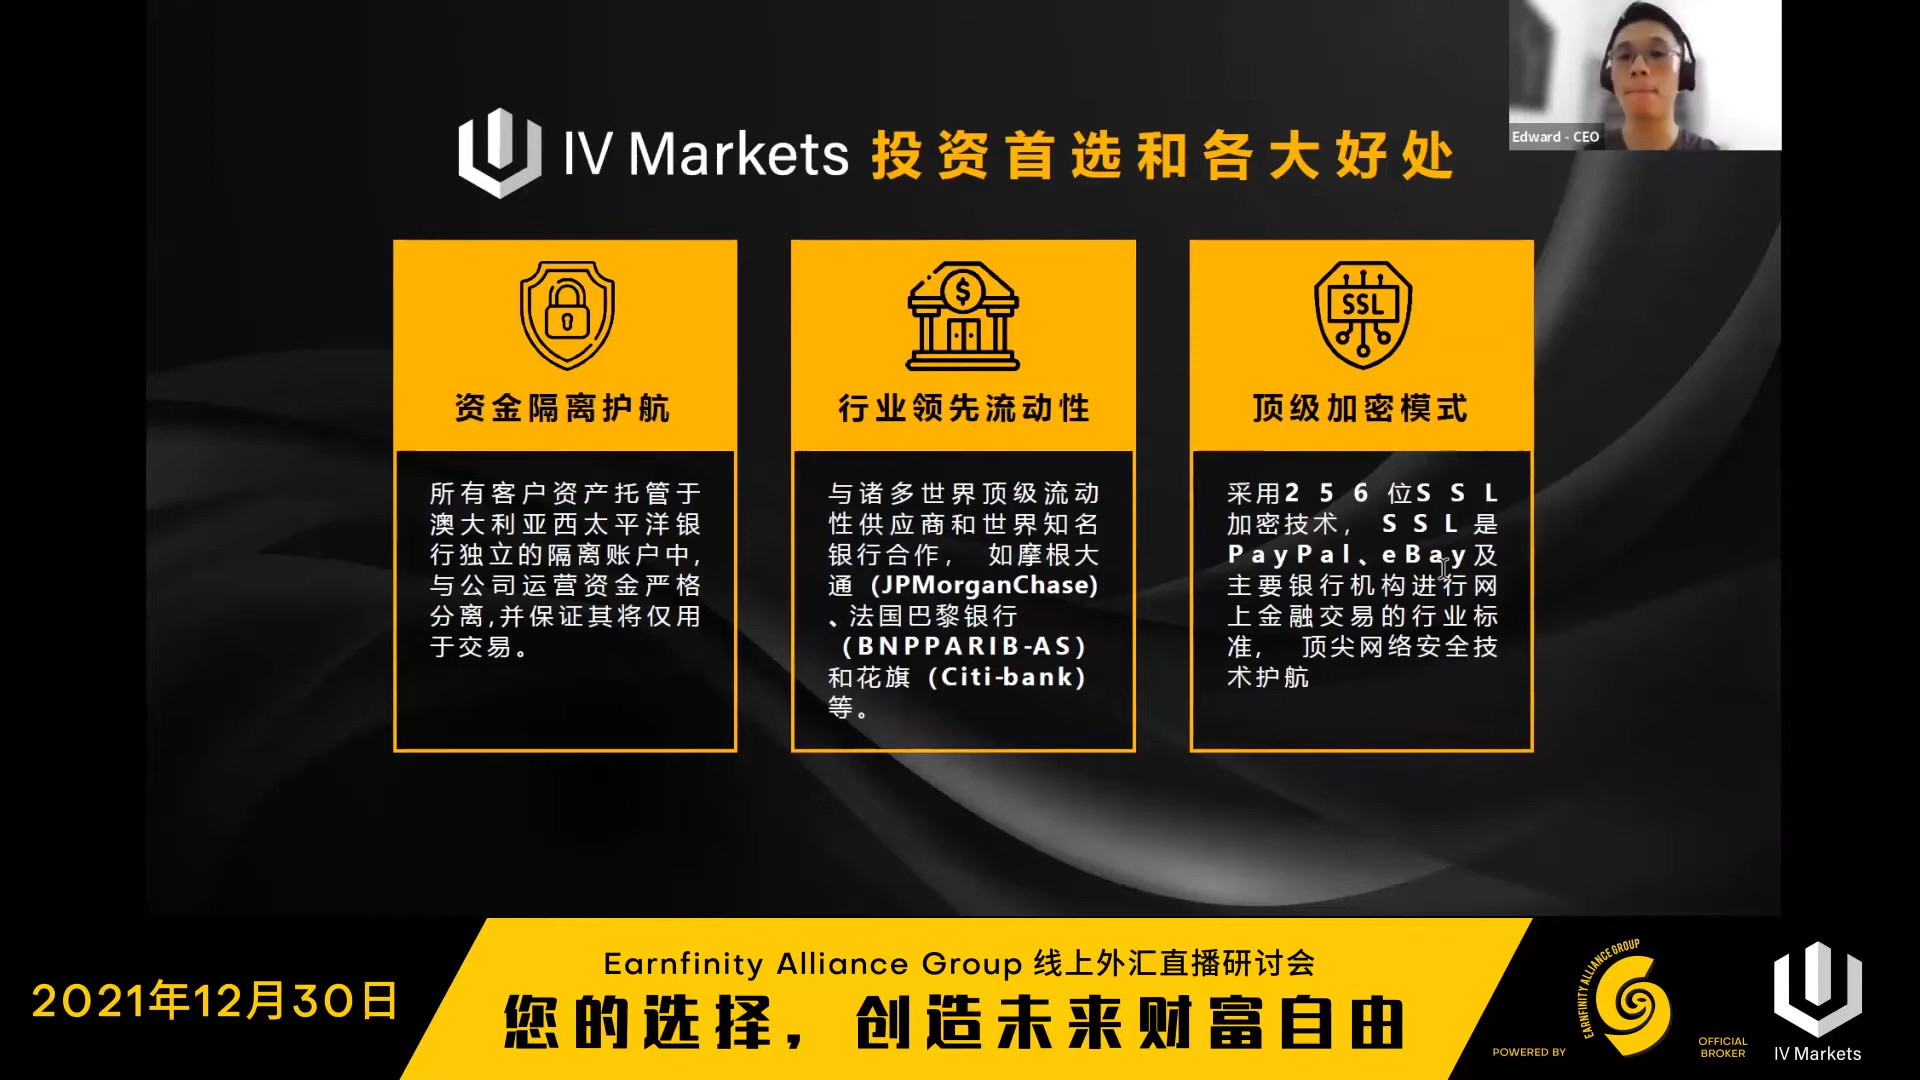 Edward - CEO
IV Markets 投资首选和各大好处
资金隔离护航
所有客户资产托管于
澳大利亚西太平洋银
行独立的隔离账户中,
与公司运营资金严格
分离,并保证其将仅用
于交易。
行业领先流动性
与诸多世界顶级流动
性供应商和世界知名
银行合作, 如摩根大
通 (JPMorganChase)
、法国巴黎银行
(BNPPARIB-AS)
和花旗 (Citi-bank)
等。
SSL
顶级加密模式
采用256 位SSL
加密技术, SSL 是
PayPal、eBay及
主要银行机构进行网
上金融交易的行业标
准, 顶尖网络安全技
术护航
2021年12月30日
Earnfinity Alliance Group 线上外汇直播研讨会
您的选择，创造未来财富自由
POWERED BY
EARNFINITY ALLIANCE GROUP
OFFICIAL
BROKER
IV Markets